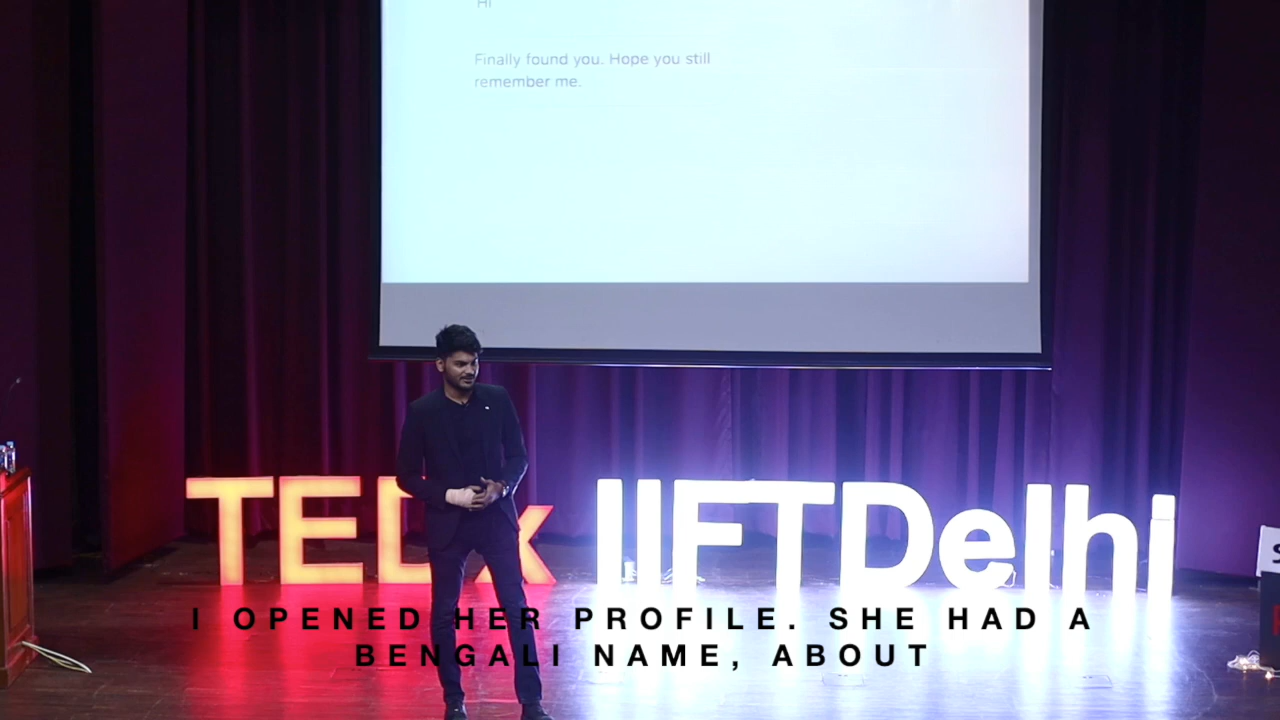 Hi
Finally found you. Hope you still
remember me.
TEDx IIFTDelhi
I OPENED HER PROFILE. SHE HAD A
BENGALI NAME, ABOUT